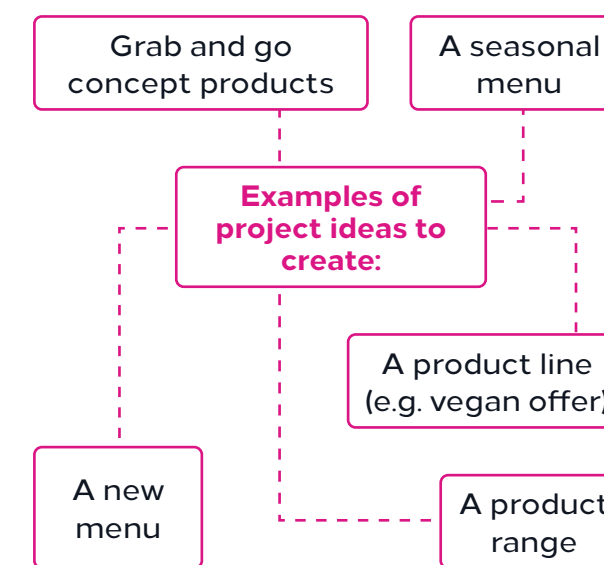 Grab and go
concept products
A seasonal
menu
Examples of
project ideas to
create:
A product line
(e.g. vegan offer)
A new
menu
A product
range